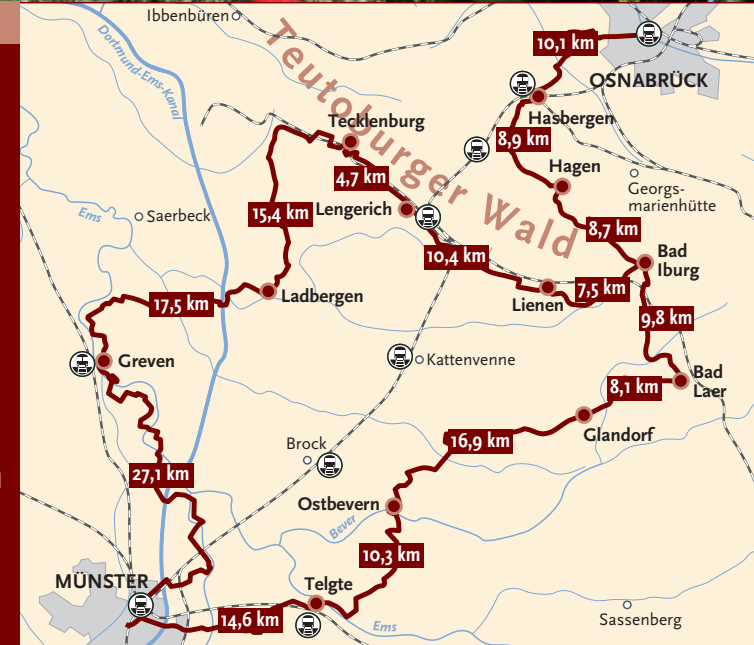 Ibbenbüren
10,1 km
OSNABRÜCK
Dortmund-Ems-Kanal
Teutoburger Wald
Hasbergen
Tecklenburg
8,9 km
Hagen
4,7 km
Georgs-
marienhütte
Ems
Saerbeck
15,4 km
Lengerich
8,7 km
10,4 km
Bad
Iburg
7,5 km
17,5 km
Ladbergen
Lienen
9,8 km
Greven
Kattenvenne
Bad
Laer
8,1 km
Glandorf
16,9 km
Brock
27,1 km
Ostbevern
Bever
10,3 km
MÜNSTER
Telgte
14,6 km
Ems
Sassenberg